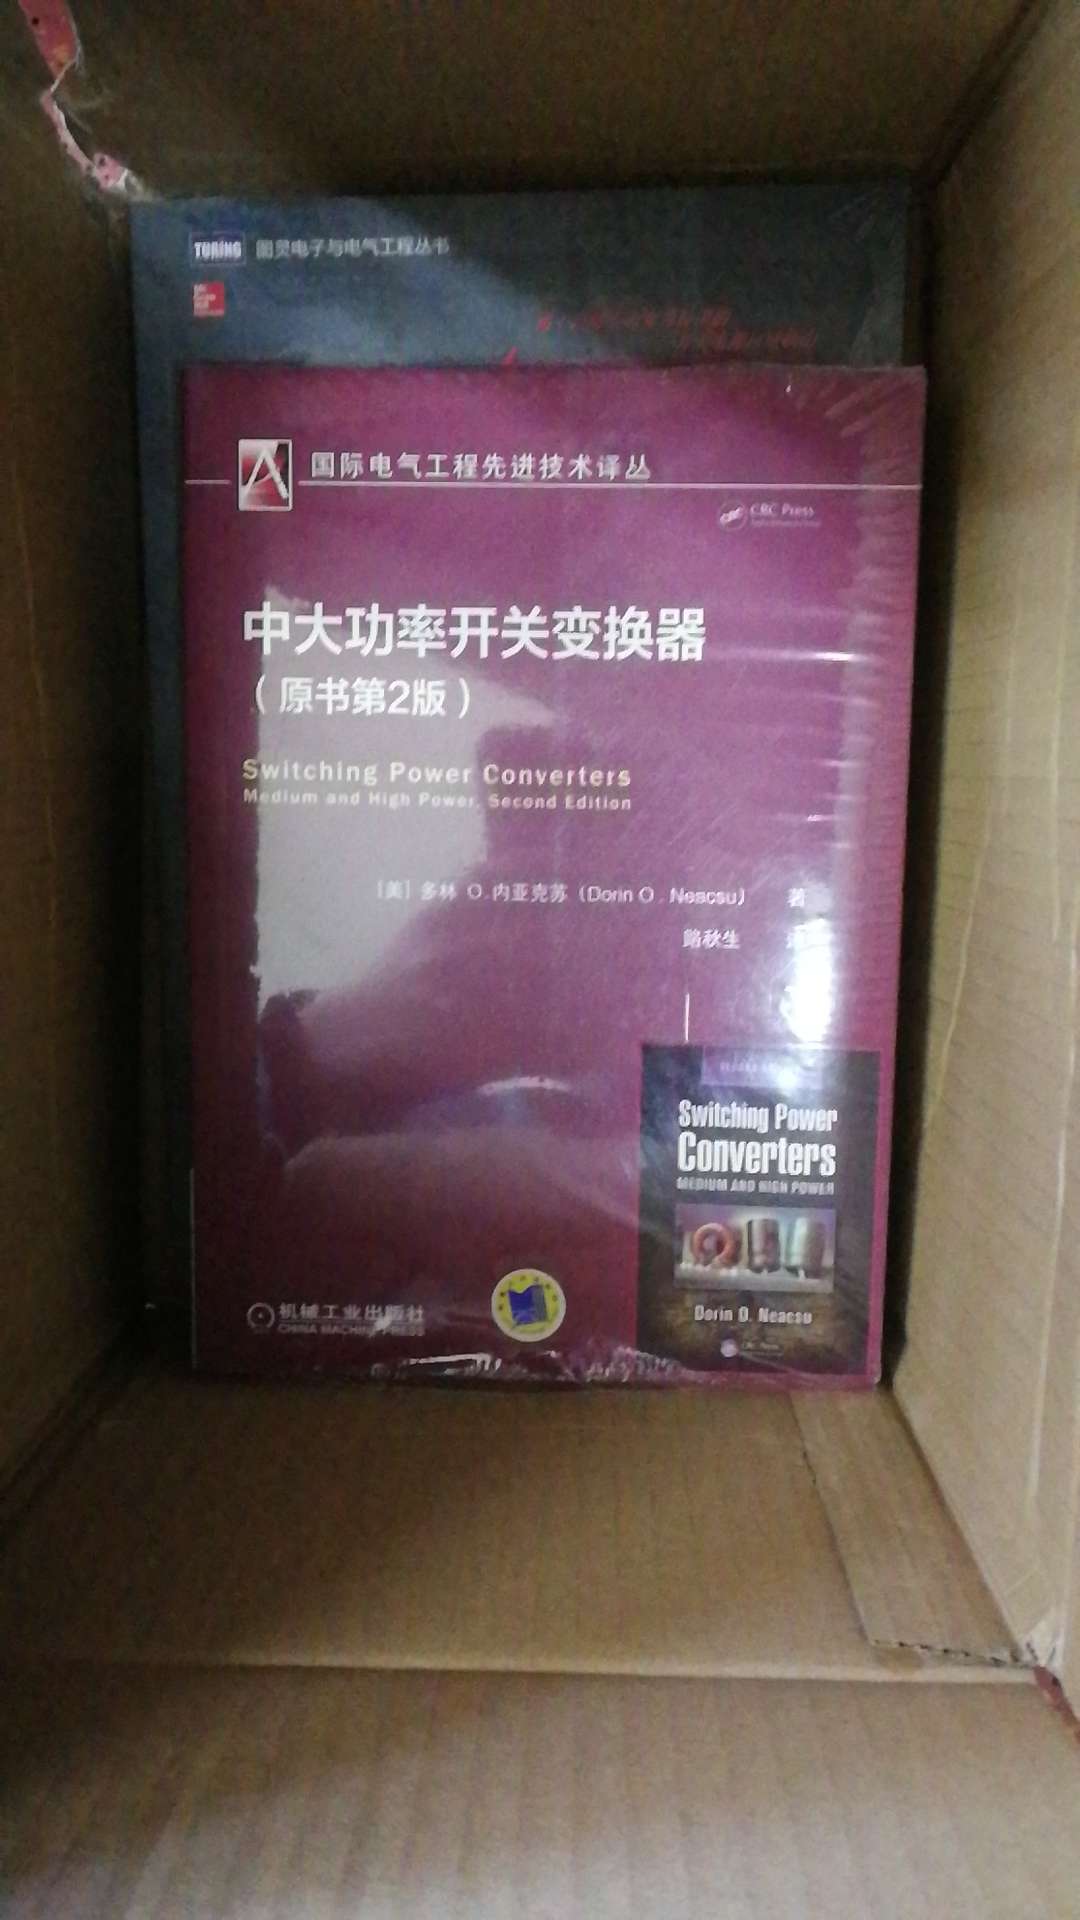 TURING 图灵电子与电气工程丛书
国际电气工程先进技术译丛
CRC Press
中大功率开关变换器
(原书第2版)
Switching Power Converters
Medium and High Power, Second Edition
[美] 多林 O.内亚克苏 (Dorin O. Neacsu) 著
路秋生
Switching Power
Converters
MEDIUM AND HIGH POWER
Dorin O. Neacsu
机械工业出版社
CHINA MACHINE PRESS